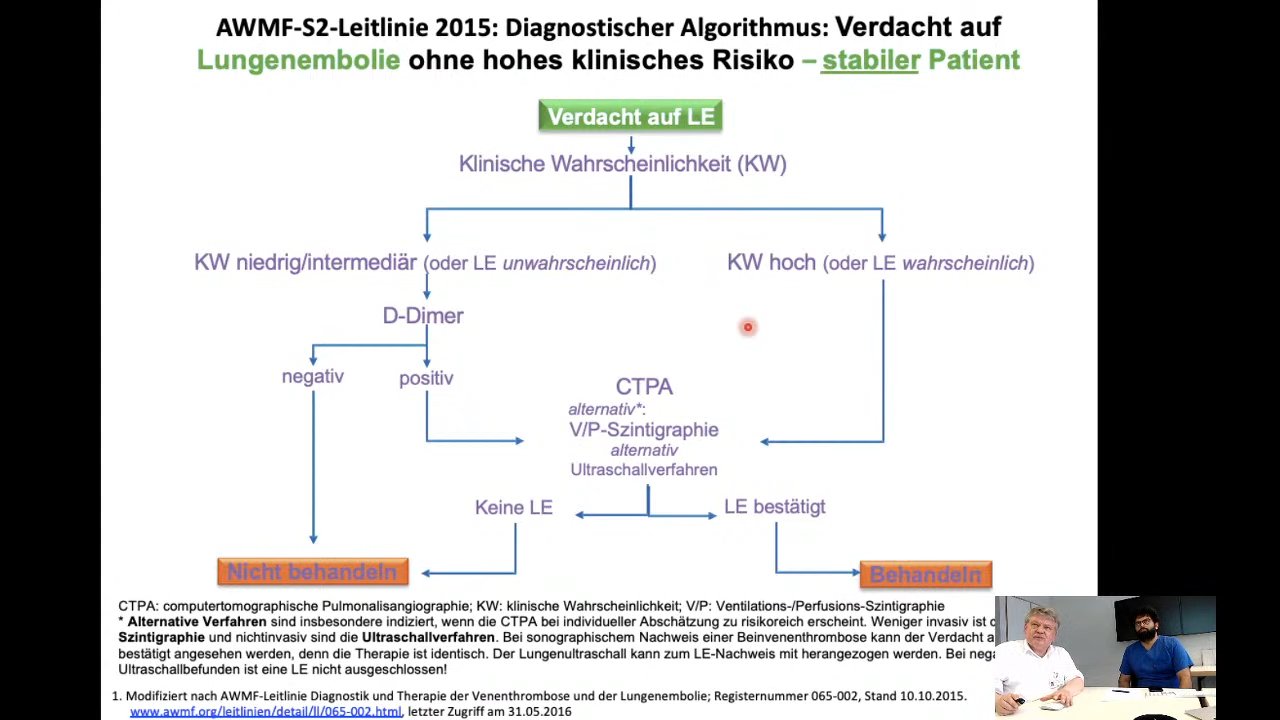 AWMF-S2-Leitlinie 2015: Diagnostischer Algorithmus: Verdacht auf
Lungenembolie ohne hohes klinisches Risiko – stabiler Patient
Verdacht auf LE
Klinische Wahrscheinlichkeit (KW)
KW niedrig/intermediär (oder LE unwahrscheinlich)
KW hoch (oder LE wahrscheinlich)
D-Dimer
negativ
positiv
CTPA
alternativ*:
V/P-Szintigraphie
alternativ
Ultraschallverfahren
Keine LE
LE bestätigt
Nicht behandeln
Behandeln
CTPA: computertomographische Pulmonalisangiographie; KW: klinische Wahrscheinlichkeit; V/P: Ventilations-/Perfusions-Szintigraphie
* Alternative Verfahren sind insbesondere indiziert, wenn die CTPA bei individueller Abschätzung zu risikoreich erscheint. Weniger invasiv ist
Szintigraphie und nichtinvasiv sind die Ultraschallverfahren. Bei sonographischem Nachweis einer Beinvenenthrombose kann der Verdacht
bestätigt angesehen werden, denn die Therapie ist identisch. Der Lungenultraschall kann zum LE-Nachweis mit herangezogen werden. Bei
Ultraschallbefunden ist eine LE nicht ausgeschlossen!
1. Modifiziert nach AWMF-Leitlinie Diagnostik und Therapie der Venenthrombose und der Lungenembolie; Registernummer 065-002, Stand 10.10.2015.
www.awmf.org/leitlinien/detail/ll/065-002.html, letzter Zugriff am 31.05.2016